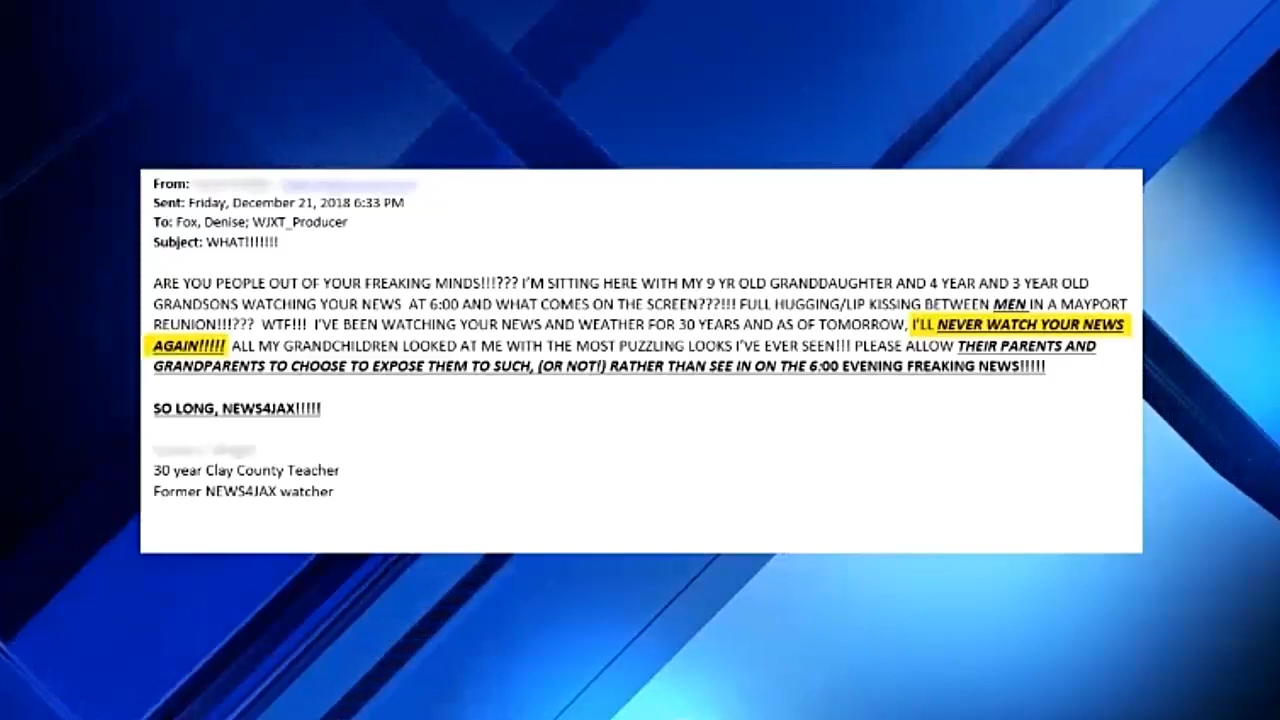 From:
Sent: Friday, December 21, 2018 6:33 PM
To: Fox, Denise; WJXT_Producer
Subject: WHAT!!!!!!!
ARE YOU PEOPLE OUT OF YOUR FREAKING MINDS!!!??? I'M SITTING HERE WITH MY 9 YR OLD GRANDDAUGHTER AND 4 YEAR AND 3 YEAR OLD
GRANDSONS WATCHING YOUR NEWS AT 6:00 AND WHAT COMES ON THE SCREEN???!!! FULL HUGGING/LIP KISSING BETWEEN MEN IN A MAYPORT
REUNION!!!??? WTF!!! I'VE BEEN WATCHING YOUR NEWS AND WEATHER FOR 30 YEARS AND AS OF TOMORROW, I'LL NEVER WATCH YOUR NEWS
AGAIN!!!!! ALL MY GRANDCHILDREN LOOKED AT ME WITH THE MOST PUZZLING LOOKS I'VE EVER SEEN!!! PLEASE ALLOW THEIR PARENTS AND
GRANDPARENTS TO CHOOSE TO EXPOSE THEM TO SUCH, (OR NOT!) RATHER THAN SEE IN ON THE 6:00 EVENING FREAKING NEWS!!!!!
SO LONG, NEWS4JAX!!!!!
30 year Clay County Teacher
Former NEWS4JAX watcher